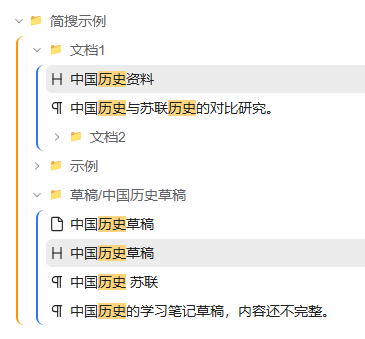 简搜示例
文档1
中国历史资料
中国历史与苏联历史的对比研究。
文档2
示例
草稿/中国历史草稿
中国历史草稿
中国历史草稿
中国历史 苏联
中国历史的学习笔记草稿，内容还不完整。